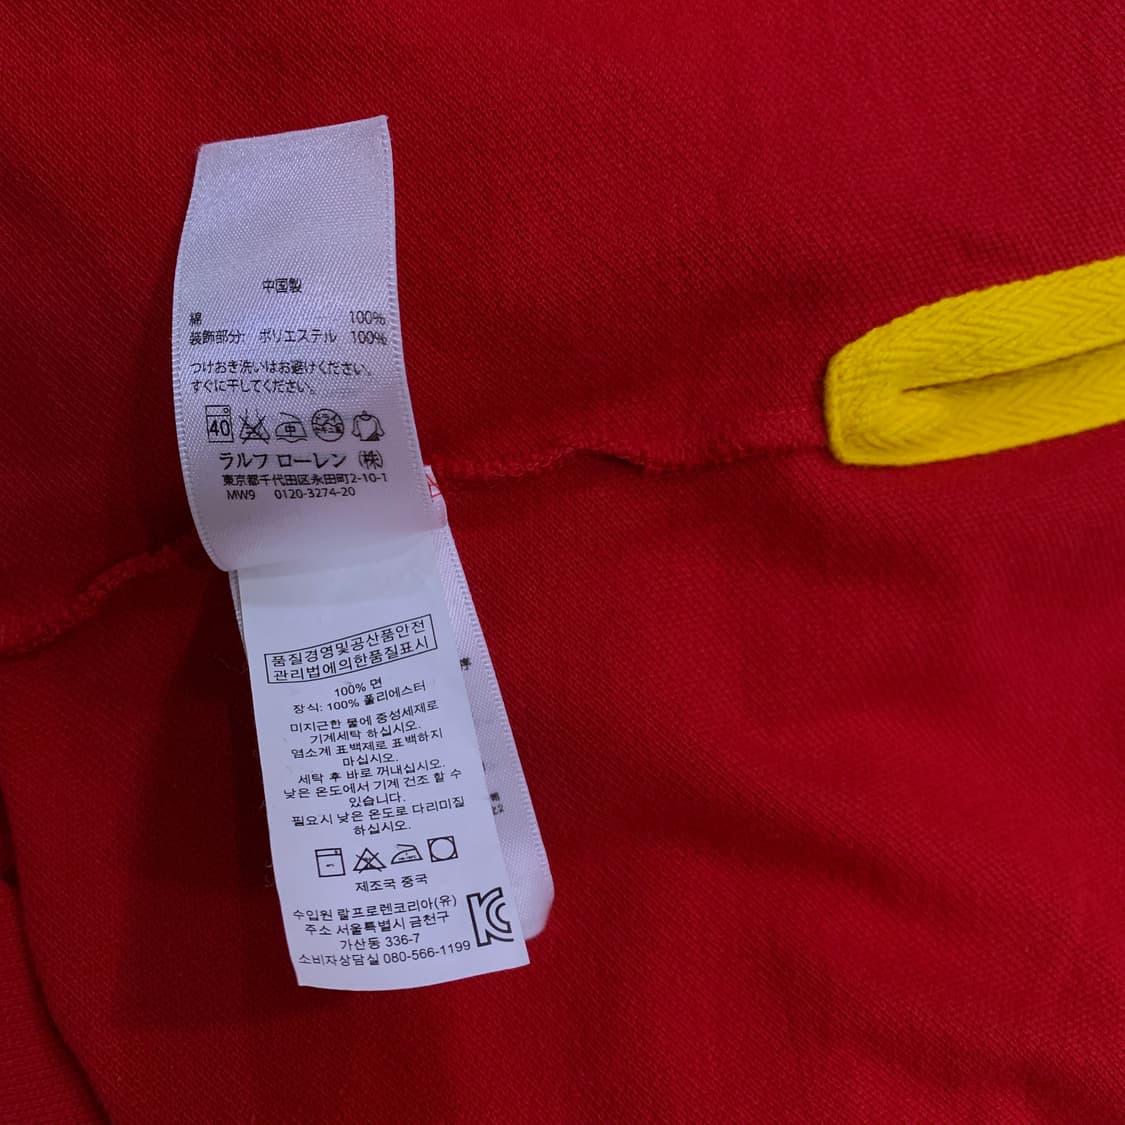 中国製
綿 100%
装飾部分: ポリエステル 100%
つけおき洗いはお避けください。
すぐに干してください。
40 中 ドライ
ラルフ ローレン (株)
東京都千代田区永田町2-10-1
MW9 0120-3274-20
품질경영및공산품안전
관리법에의한품질표시
100% 면
장식: 100% 폴리에스터
미지근한 물에 중성세제로
기계세탁 하십시오.
염소계 표백제로 표백하지
마십시오.
세탁 후 바로 꺼내십시오.
낮은 온도에서 기계 건조 할 수
있습니다.
필요시 낮은 온도로 다리미질
하십시오.
제조국 중국
수입원 랄프로렌코리아(유)
주소 서울특별시 금천구
가산동 336-7
소비자상담실 080-566-1199